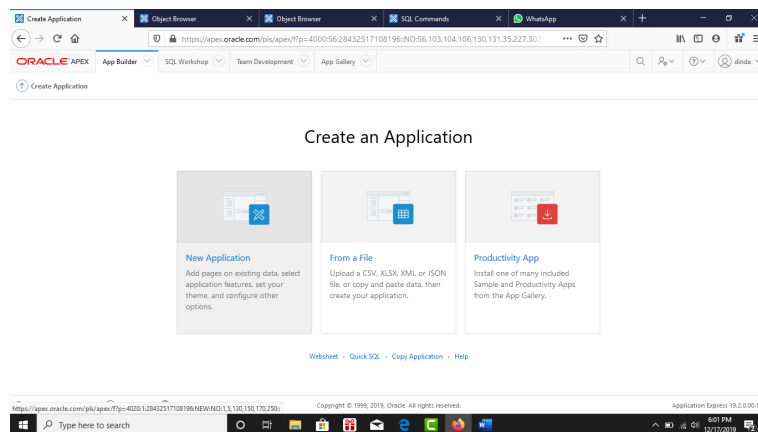 Create Application
Object Browser
Object Browser
SQL Commands
WhatsApp
https://apex.oracle.com/pls/apex/f?p=4000:56:28432517108196::NO:56,103,104,106,130,131,35,227,302
ORACLE APEX App Builder SQL Workshop Team Development App Gallery dinda
Create Application
Create an Application
New Application
Add pages on existing data, select
application features, set your
theme, and configure other
options.
From a File
Upload a CSV, XLSX, XML or JSON
file, or copy and paste data, then
create your application.
Productivity App
Install one of many included
Sample and Productivity Apps
from the App Gallery.
Websheet Quick SQL Copy Application Help
https://apex.oracle.com/pls/apex/f?p=4020:1:28432517108196:NEW:NO:1,5,130,150,170,250::
Copyright © 1999, 2019, Oracle. All rights reserved.
Application Express 19.2.0.00.1
Type here to search
6:01 PM
12/17/2019